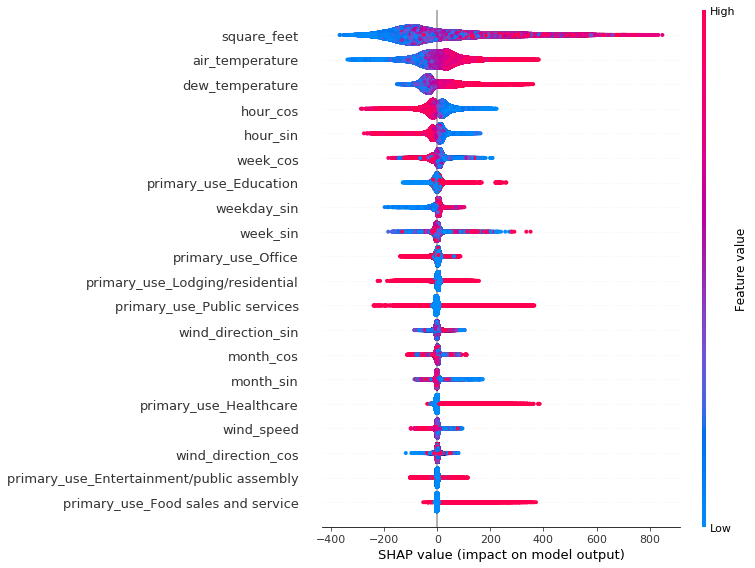 High
square_feet
air_temperature
dew_temperature
hour_cos
hour_sin
week_cos
primary_use_Education
weekday_sin
week_sin
primary_use_Office
primary_use_Lodging/residential
primary_use_Public services
wind_direction_sin
month_cos
month_sin
primary_use_Healthcare
wind_speed
wind_direction_cos
primary_use_Entertainment/public assembly
primary_use_Food sales and service
Feature value
Low
−400 −200 0 200 400 600 800
SHAP value (impact on model output)